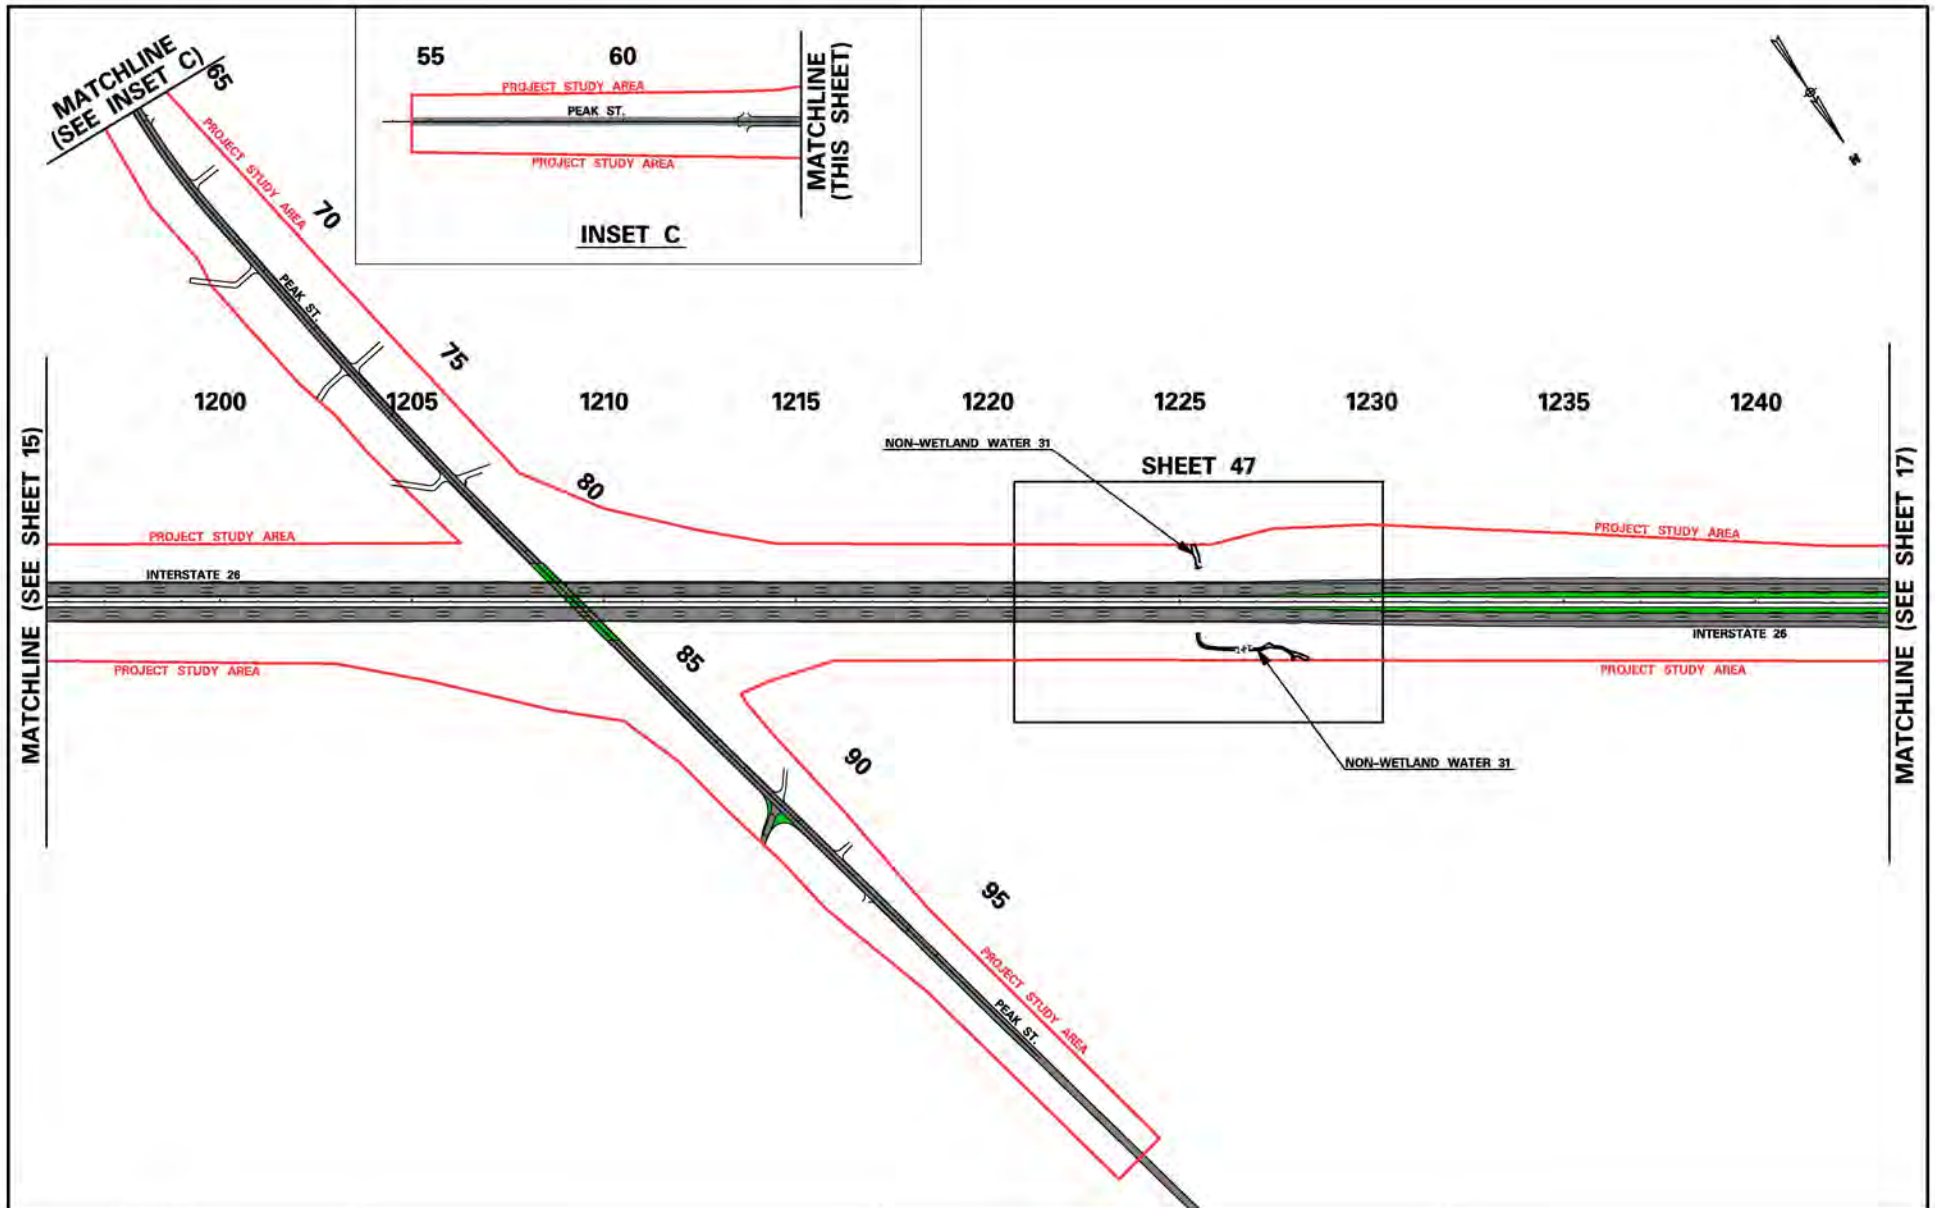 MATCHLINE
(SEE INSET C)
65
55
60
PROJECT STUDY AREA
PEAK ST.
PROJECT STUDY AREA
MATCHLINE
(THIS SHEET)
INSET C
N
PROJECT STUDY AREA
70
PEAK ST.
75
1200
1205
1210
1215
1220
1225
1230
1235
1240
NON-WETLAND WATER 31
SHEET 47
80
MATCHLINE (SEE SHEET 15)
PROJECT STUDY AREA
INTERSTATE 26
PROJECT STUDY AREA
PROJECT STUDY AREA
INTERSTATE 26
PROJECT STUDY AREA
MATCHLINE (SEE SHEET 17)
85
90
NON-WETLAND WATER 31
95
PROJECT STUDY AREA
PEAK ST.